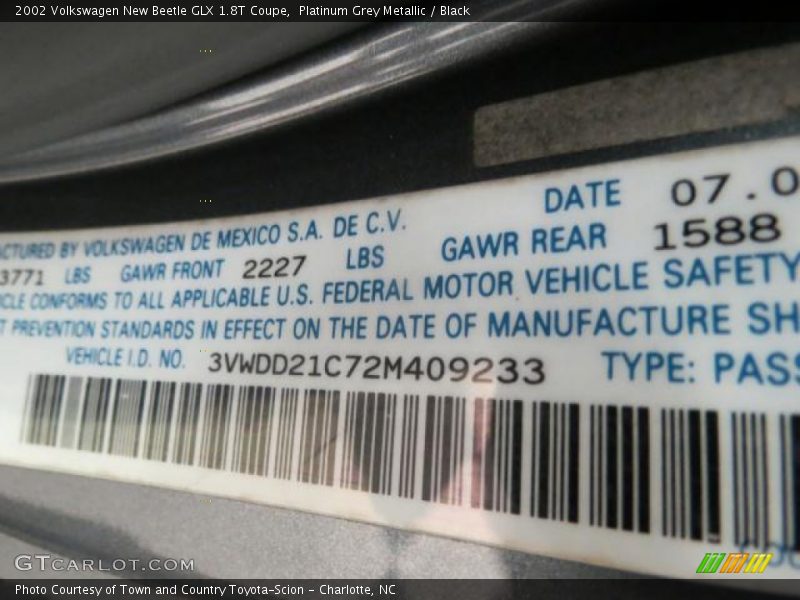 2002 Volkswagen New Beetle GLX 1.8T Coupe,  Platinum Grey Metallic / Black
DATE 07.0
ACTURED BY VOLKSWAGEN DE MEXICO S.A. DE C.V.
3771 LBS GAWR FRONT 2227 LBS GAWR REAR 1588
ICLE CONFORMS TO ALL APPLICABLE U.S. FEDERAL MOTOR VEHICLE SAFETY
T PREVENTION STANDARDS IN EFFECT ON THE DATE OF MANUFACTURE SH
VEHICLE I.D. NO. 3VWDD21C72M409233 TYPE: PASS
GTCARLOT.COM
Photo Courtesy of Town and Country Toyota-Scion - Charlotte, NC